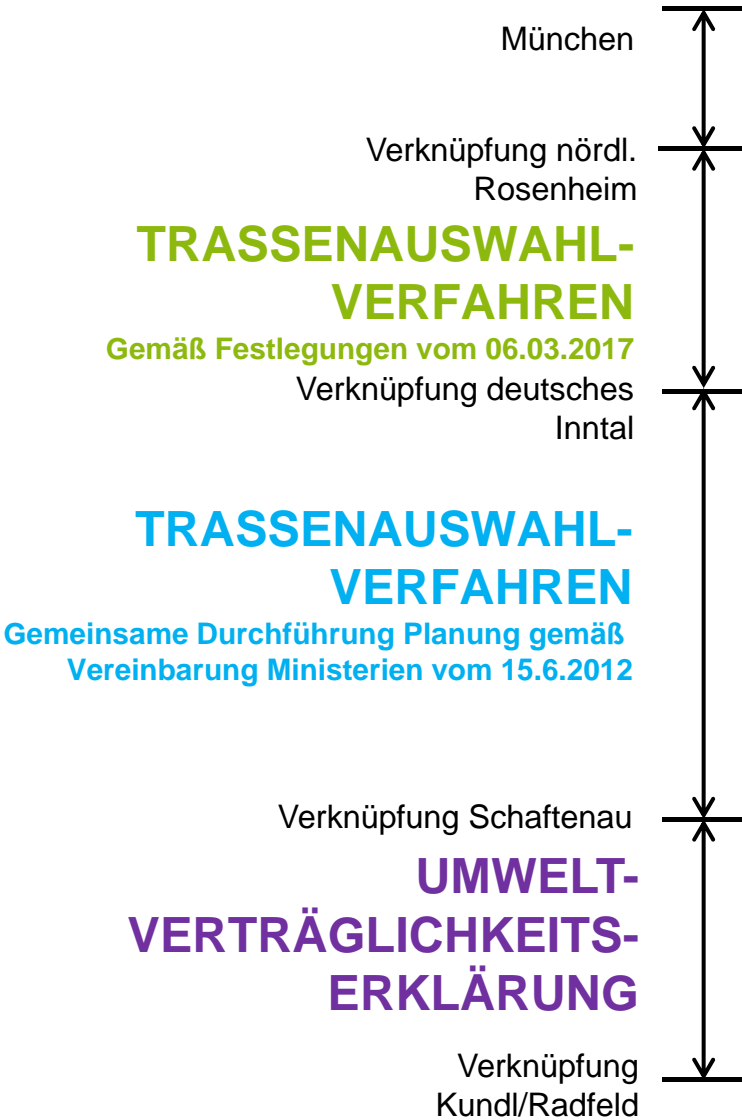 München
Verknüpfung nördl.
Rosenheim
TRASSENAUSWAHL-
VERFAHREN
Gemäß Festlegungen vom 06.03.2017
Verknüpfung deutsches
Inntal
TRASSENAUSWAHL-
VERFAHREN
Gemeinsame Durchführung Planung gemäß
Vereinbarung Ministerien vom 15.6.2012
Verknüpfung Schaftenau
UMWELT-
VERTRÄGLICHKEITS-
ERKLÄRUNG
Verknüpfung
Kundl/Radfeld